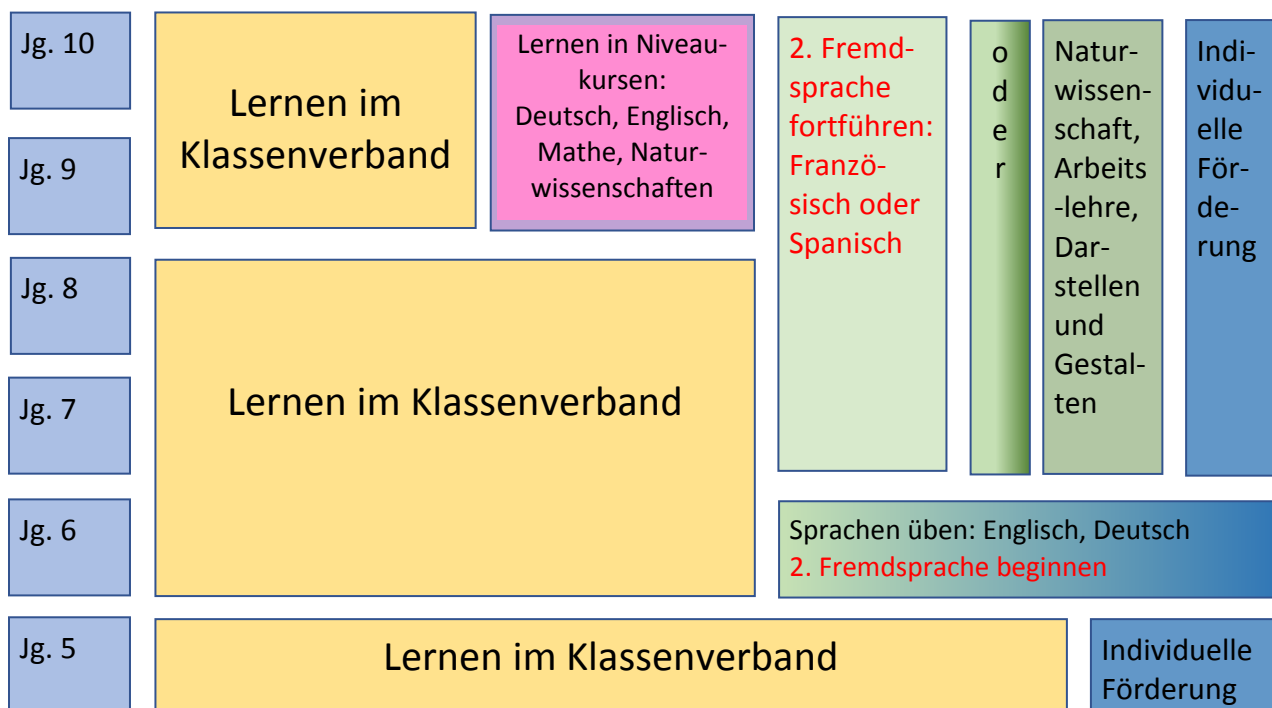 Jg. 10
Jg. 9
Jg. 8
Jg. 7
Jg. 6
Jg. 5
Lernen im
Klassenverband
Lernen in Niveau-
kursen:
Deutsch, Englisch,
Mathe, Natur-
wissenschaften
2. Fremd-
sprache
fortführen:
Franzö-
sisch oder
Spanisch
o
d
e
r
Natur-
wissen-
schaft,
Arbeits
-lehre,
Dar-
stellen
und
Gestal-
ten
Indi-
vidu-
elle
För-
de-
rung
Lernen im Klassenverband
Sprachen üben: Englisch, Deutsch
2. Fremdsprache beginnen
Lernen im Klassenverband
Individuelle
Förderung